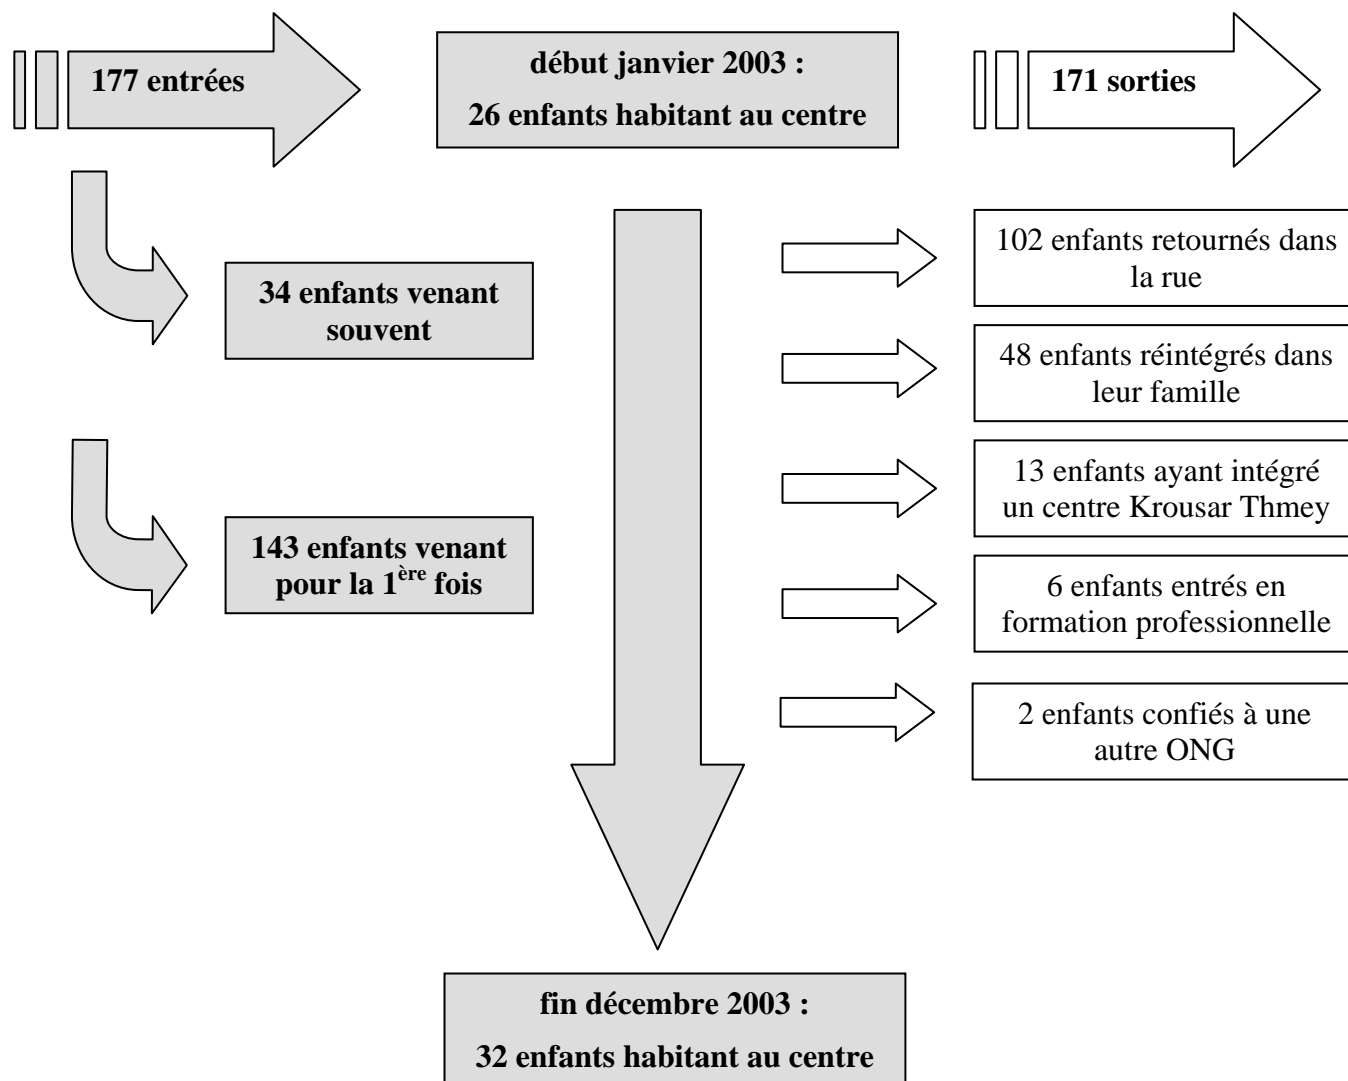 177 entrées
début janvier 2003 :
26 enfants habitant au centre
171 sorties
34 enfants venant
souvent
143 enfants venant
pour la 1ère fois
102 enfants retournés dans
la rue
48 enfants réintégrés dans
leur famille
13 enfants ayant intégré
un centre Krousar Thmey
6 enfants entrés en
formation professionnelle
2 enfants confiés à une
autre ONG
fin décembre 2003 :
32 enfants habitant au centre